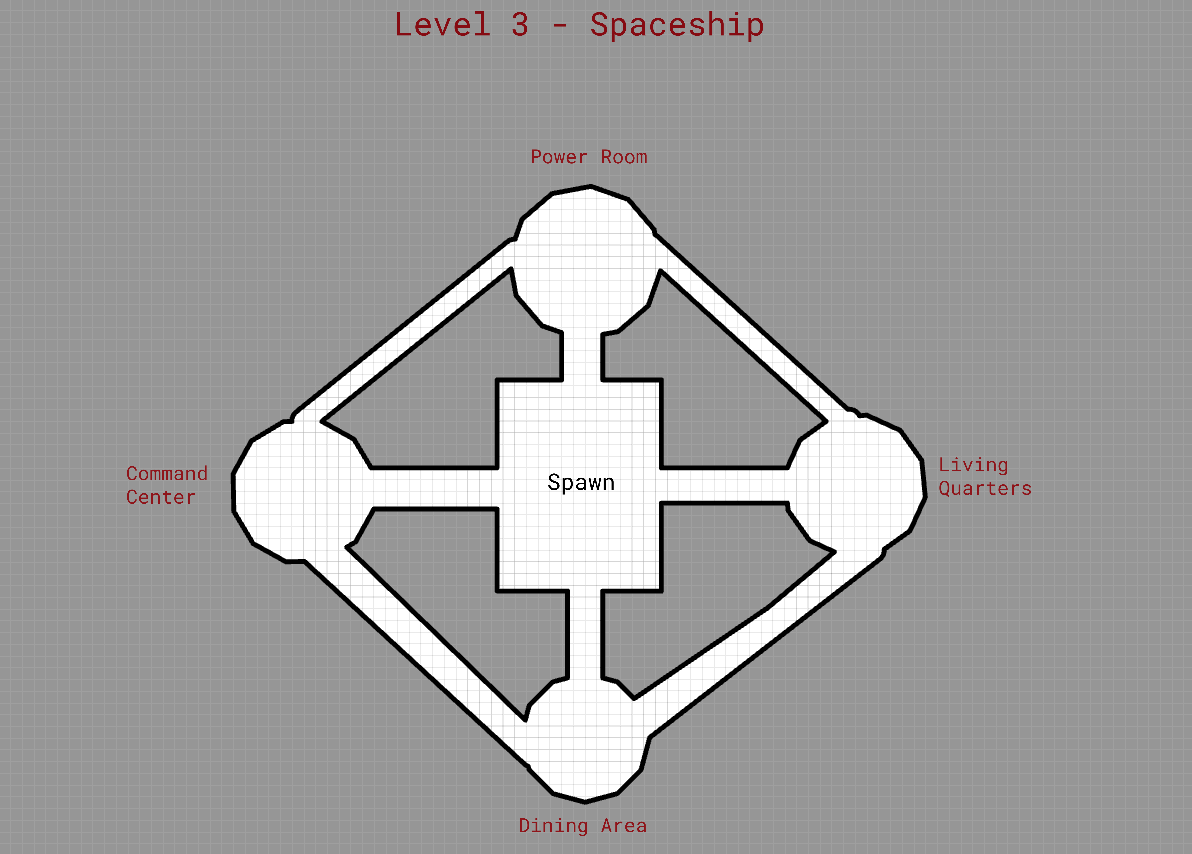 Level 3 - Spaceship
Power Room
Command
Center
Spawn
Living
Quarters
Dining Area